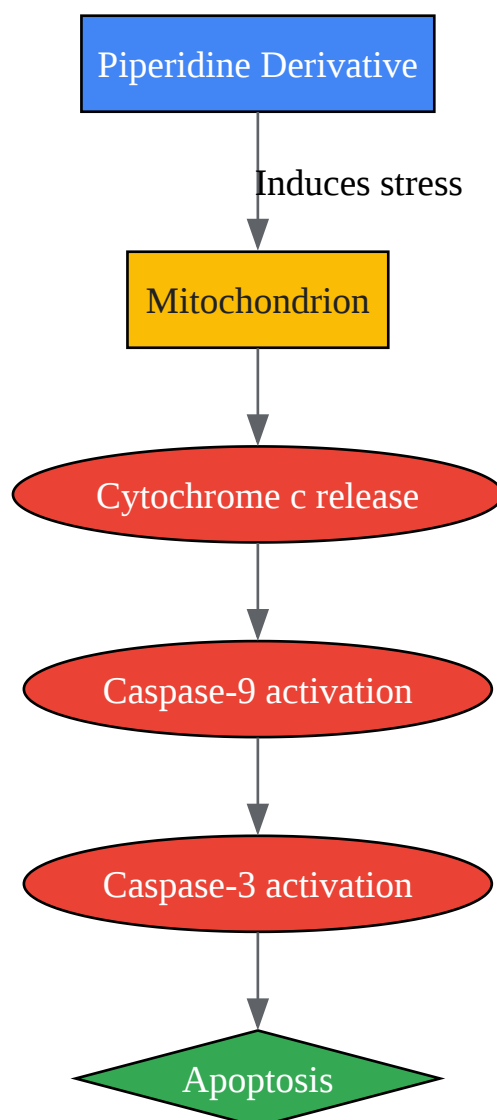 Piperidine Derivative
Induces stress
Mitochondrion
Cytochrome c release
Caspase-9 activation
Caspase-3 activation
Apoptosis